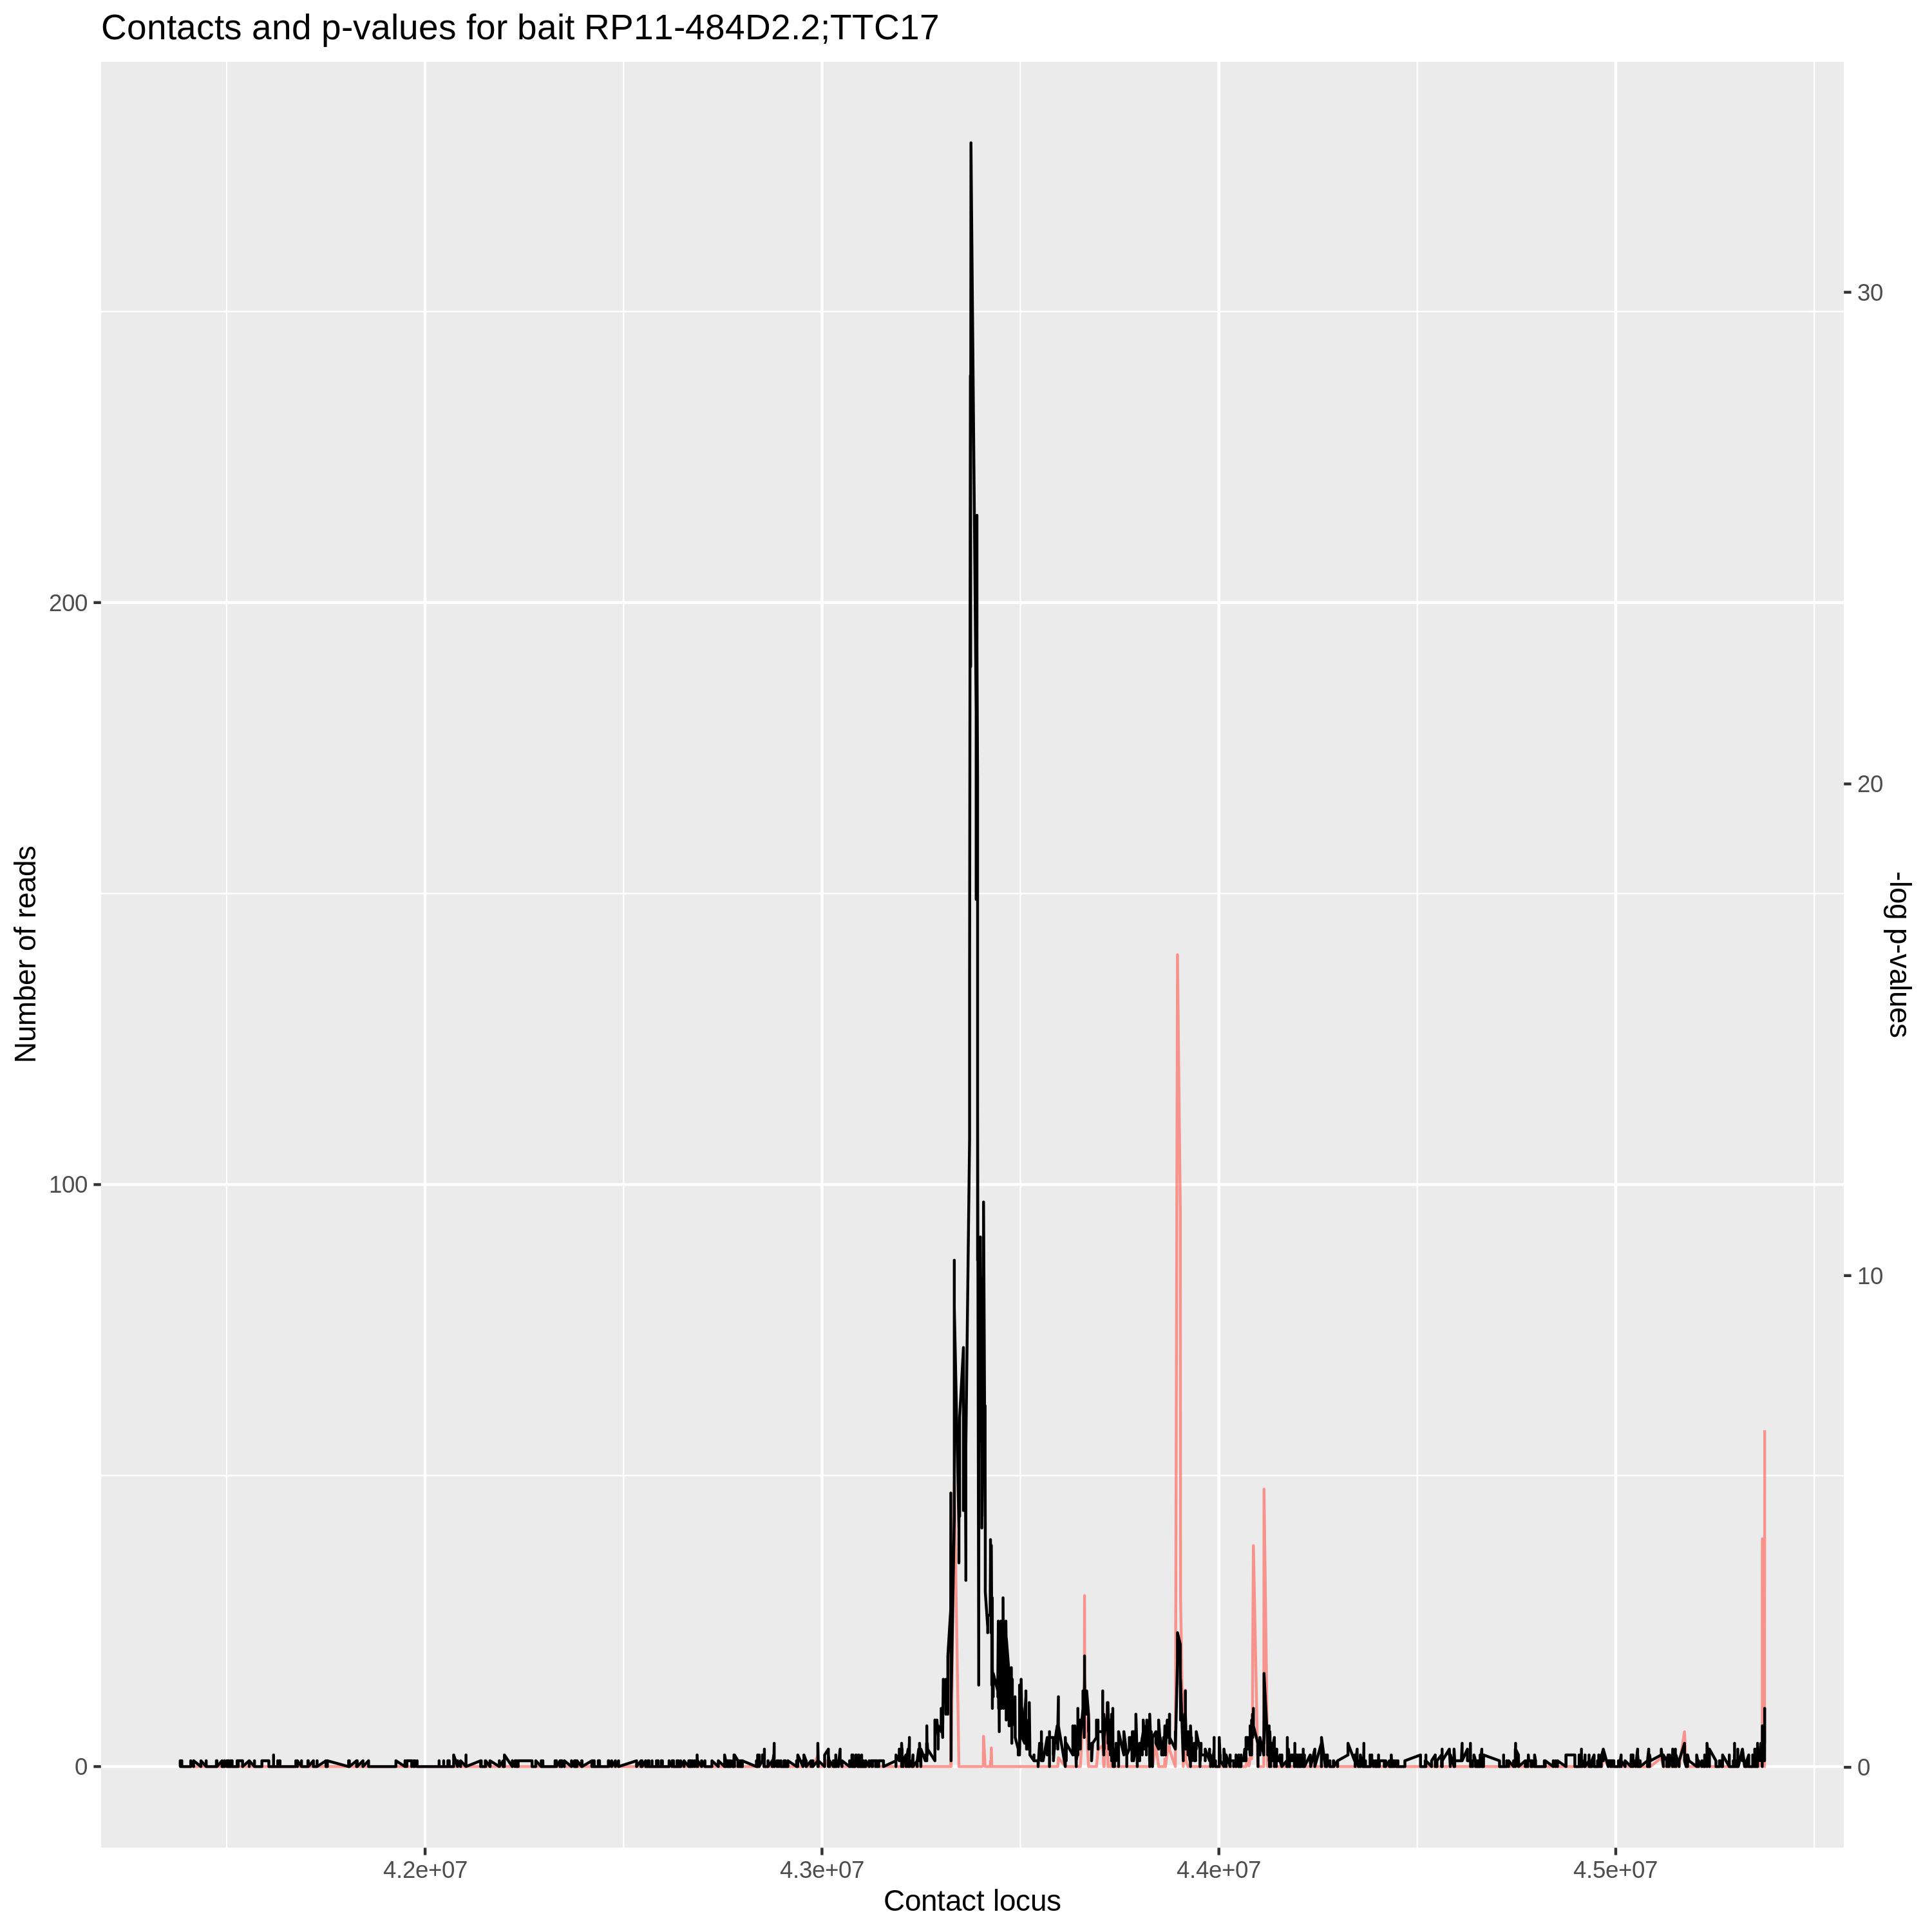 Contacts and p-values for bait RP11-484D2.2;TTC17
Number of reads
200
100
0
30
20
10
0
-log p-values
4.2e+07
4.3e+07
4.4e+07
4.5e+07
Contact locus